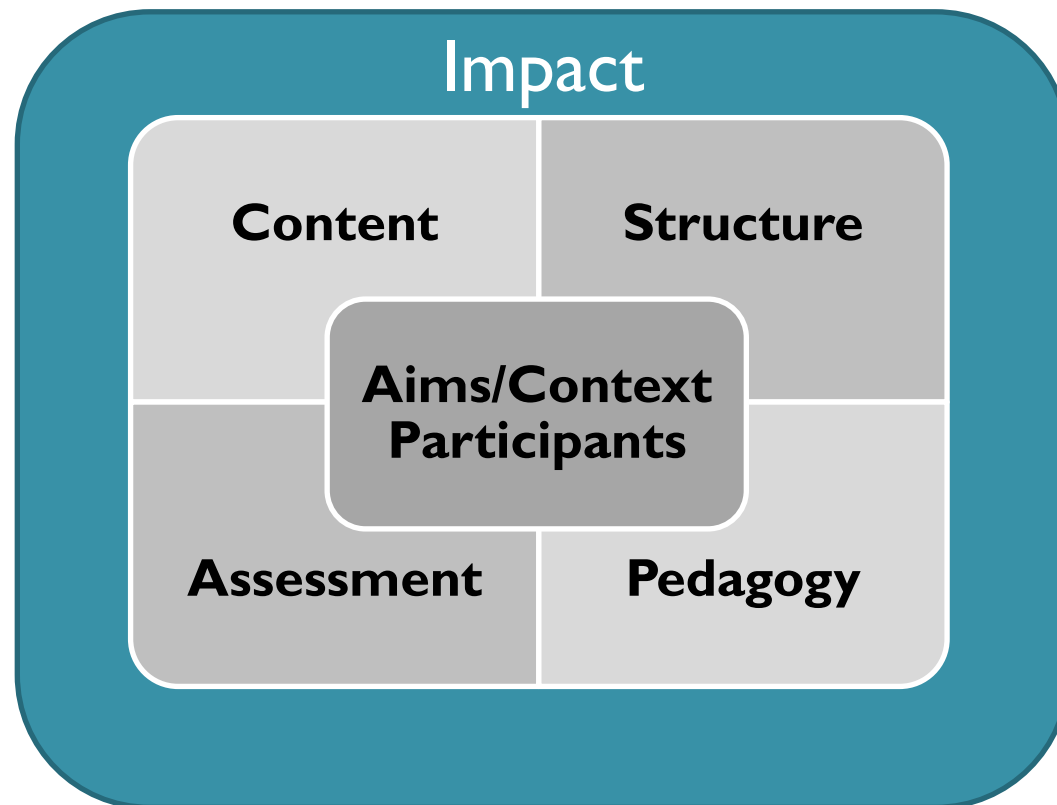 Impact
Content
Structure
Aims/Context
Participants
Assessment
Pedagogy